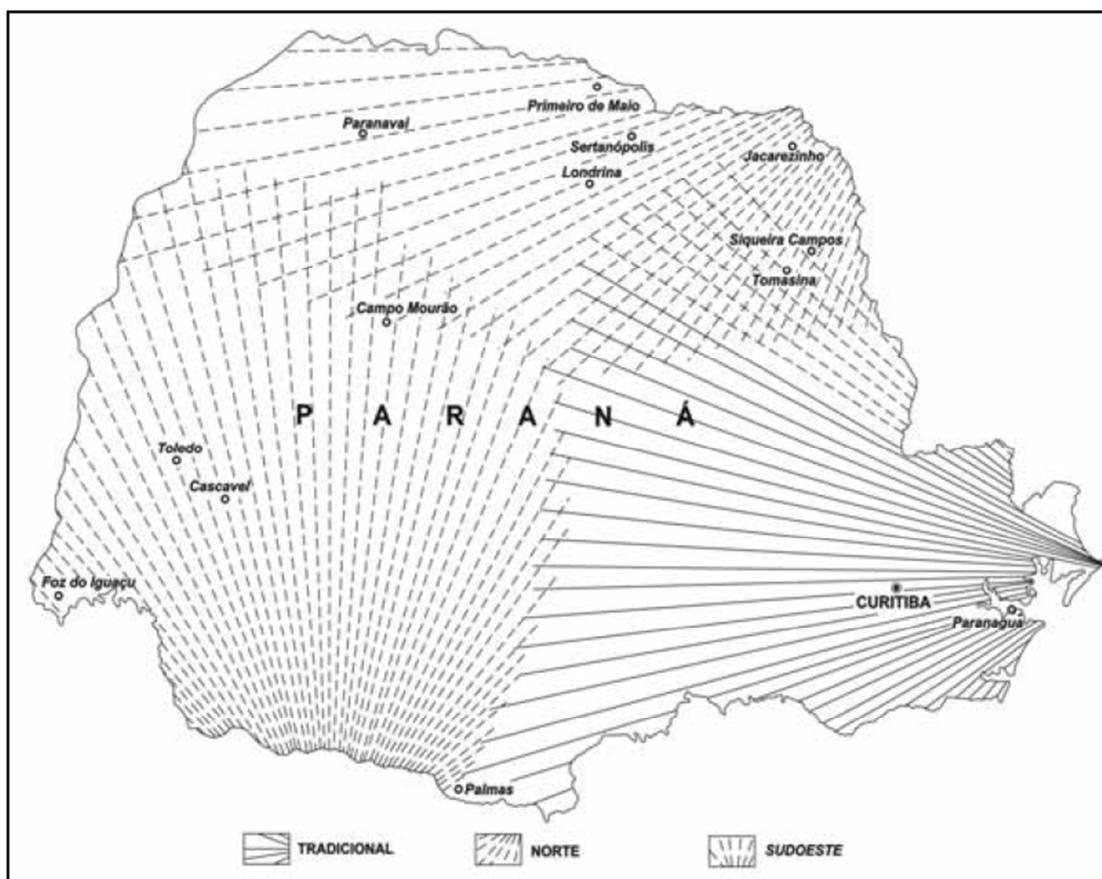 Primeiro de Maio
Paranavaí
Sertanópolis
Jacarezinho
Londrina
Siqueira Campos
Tomasina
Campo Mourão
P A R A N Á
Toledo
Cascavel
Foz do Iguaçu
CURITIBA
Paranagua
Palmas
TRADICIONAL
NORTE
SUDOESTE